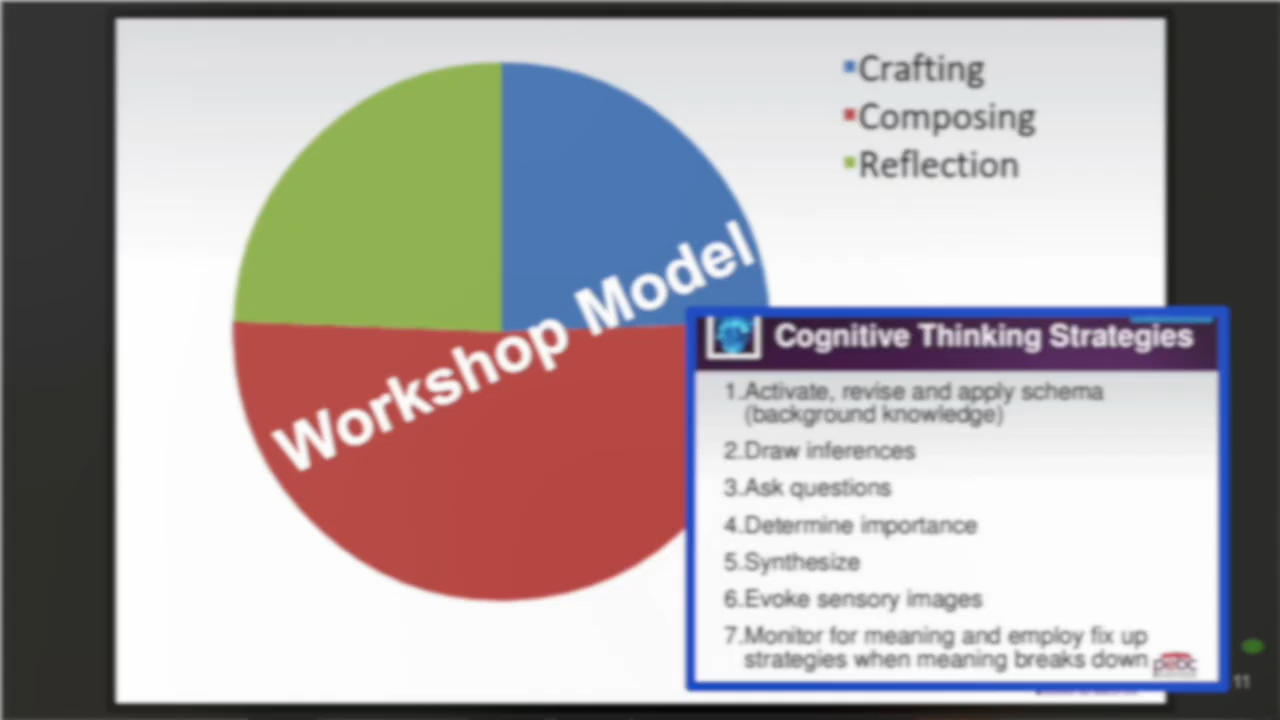 Crafting
Composing
Reflection
Workshop Model
Cognitive Thinking Strategies
1.Activate, revise and apply schema
(background knowledge)
2.Draw inferences
3.Ask questions
4.Determine importance
5.Synthesize
6.Evoke sensory images
7.Monitor for meaning and employ fix up
strategies when meaning breaks down
11